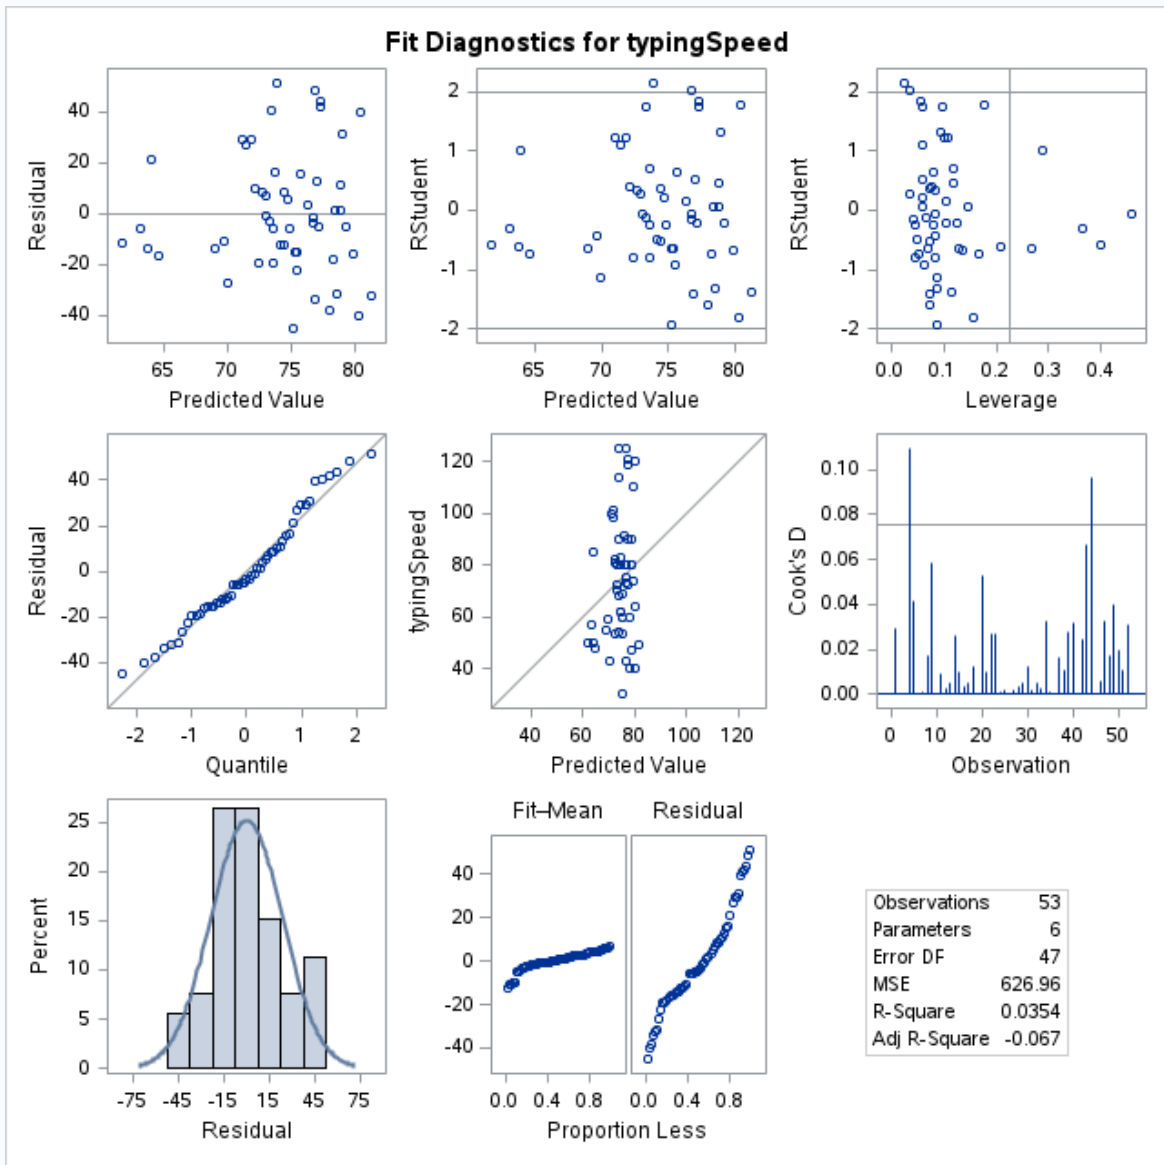 Fit Diagnostics for typingSpeed
Residual
40
20
0
-20
-40
65 70 75 80
Predicted Value
RStudent
2
1
0
-1
-2
65 70 75 80
Predicted Value
RStudent
2
1
0
-1
-2
0.0 0.1 0.2 0.3 0.4
Leverage
Residual
40
20
0
-20
-40
-2 -1 0 1 2
Quantile
typingSpeed
120
100
80
60
40
40 60 80 100 120
Predicted Value
Cook's D
0.10
0.08
0.06
0.04
0.02
0.00
0 10 20 30 40 50
Observation
Percent
25
20
15
10
5
0
-75 -45 -15 15 45 75
Residual
Fit–Mean Residual
40
20
0
-20
-40
0.0 0.4 0.8 0.0 0.4 0.8
Proportion Less
Observations 53
Parameters 6
Error DF 47
MSE 626.96
R-Square 0.0354
Adj R-Square -0.067